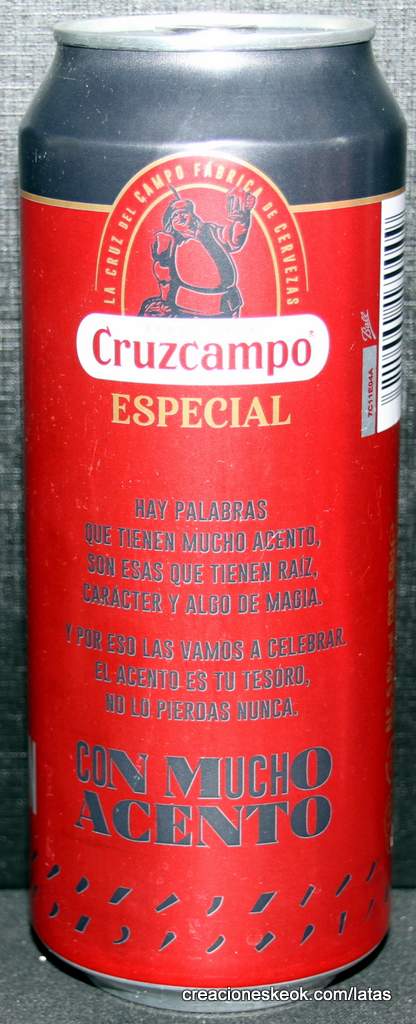 LA CRUZ DEL CAMPO FÁBRICA DE CERVEZAS
Cruzcampo
ESPECIAL
Ball
7C11E04A
HAY PALABRAS
QUE TIENEN MUCHO ACENTO,
SON ESAS QUE TIENEN RAÍZ,
CARÁCTER Y ALGO DE MAGIA.
Y POR ESO LAS VAMOS A CELEBRAR.
EL ACENTO ES TU TESORO,
NO LO PIERDAS NUNCA.
CON MUCHO
ACENTO
creacioneskeok.com/latas